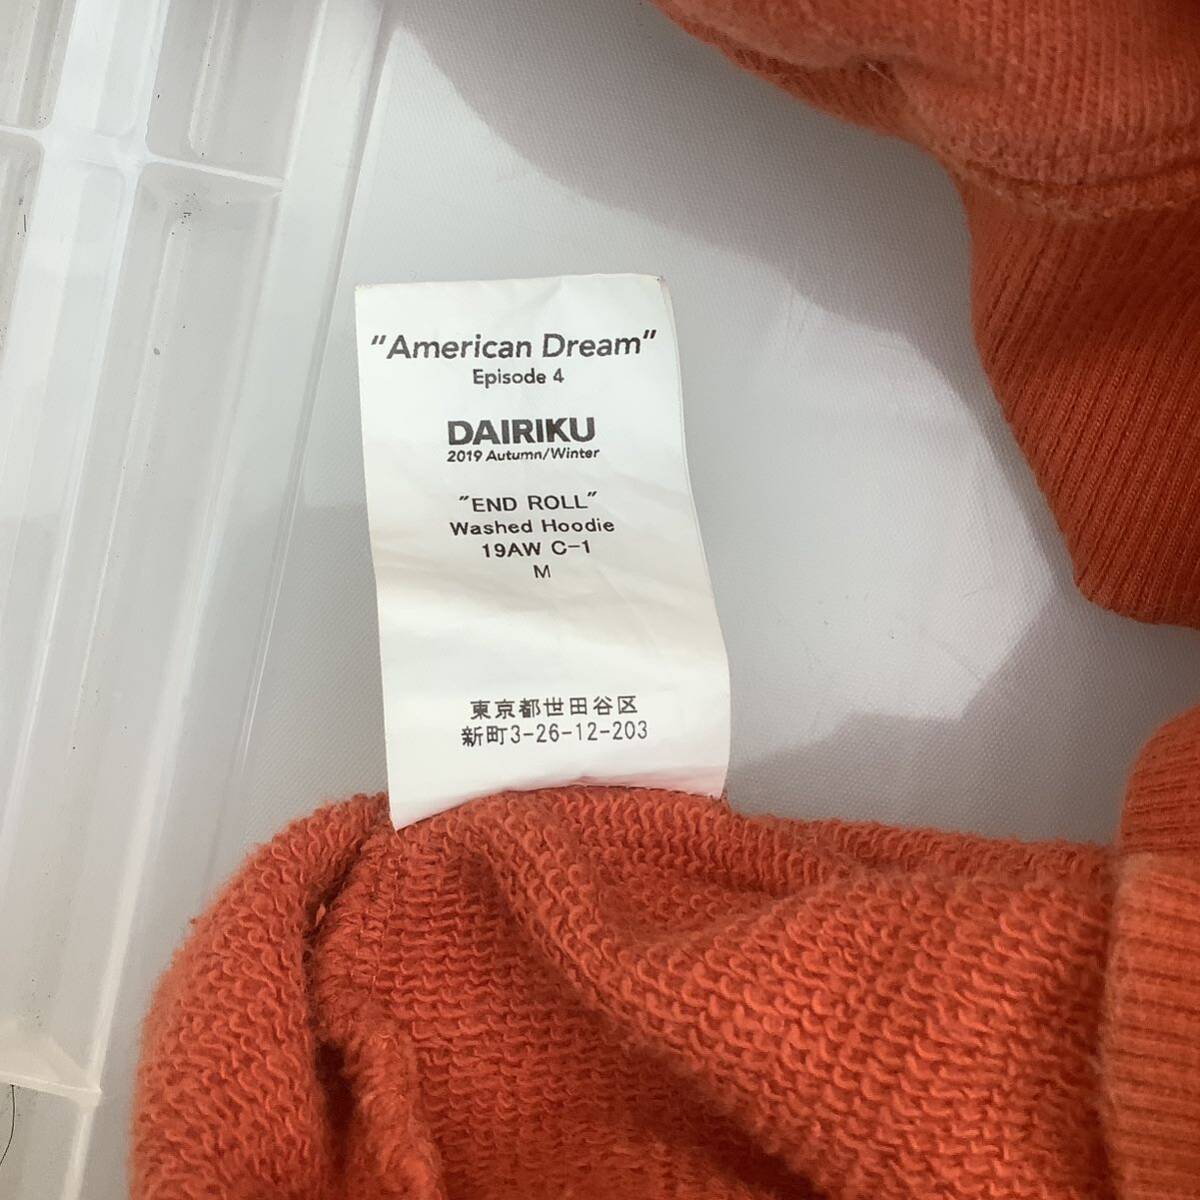 "American Dream"
Episode 4
DAIRIKU
2019 Autumn/Winter
"END ROLL"
Washed Hoodie
19AW C-1
M
東京都世田谷区
新町3-26-12-203